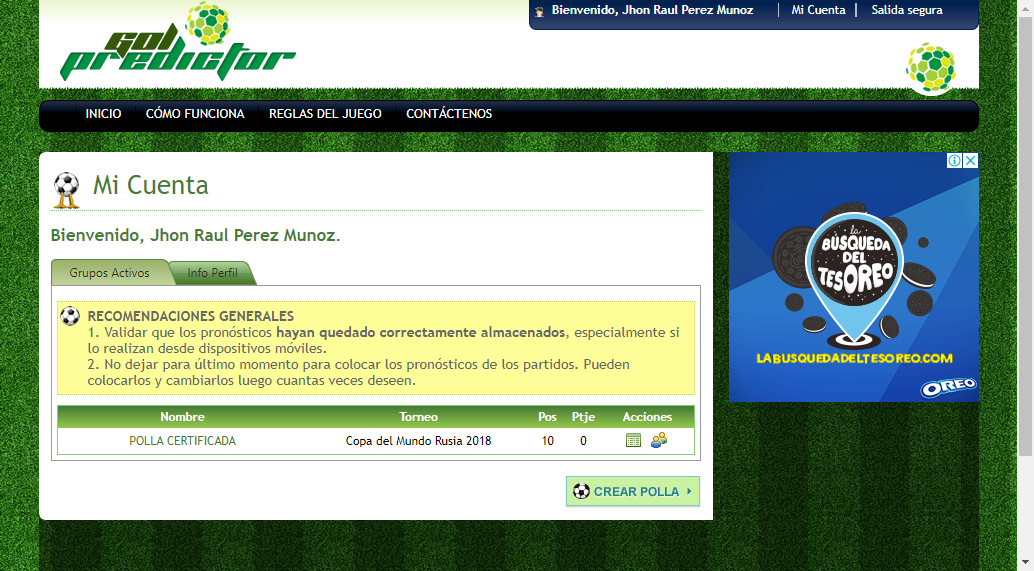 Gol
predictor
Bienvenido, Jhon Raul Perez Munoz | Mi Cuenta | Salida segura
INICIO CÓMO FUNCIONA REGLAS DEL JUEGO CONTÁCTENOS
Mi Cuenta
Bienvenido, Jhon Raul Perez Munoz.
Grupos Activos Info Perfil
RECOMENDACIONES GENERALES
1. Validar que los pronósticos hayan quedado correctamente almacenados, especialmente si
lo realizan desde dispositivos móviles.
2. No dejar para último momento para colocar los pronósticos de los partidos. Pueden
colocarlos y cambiarlos luego cuantas veces deseen.
Nombre Torneo Pos Ptje Acciones
POLLA CERTIFICADA Copa del Mundo Rusia 2018 10 0
CREAR POLLA
la
BÚSQUEDA
DEL
TESOREO
LABUSQUEDADELTESOREO.COM
OREO